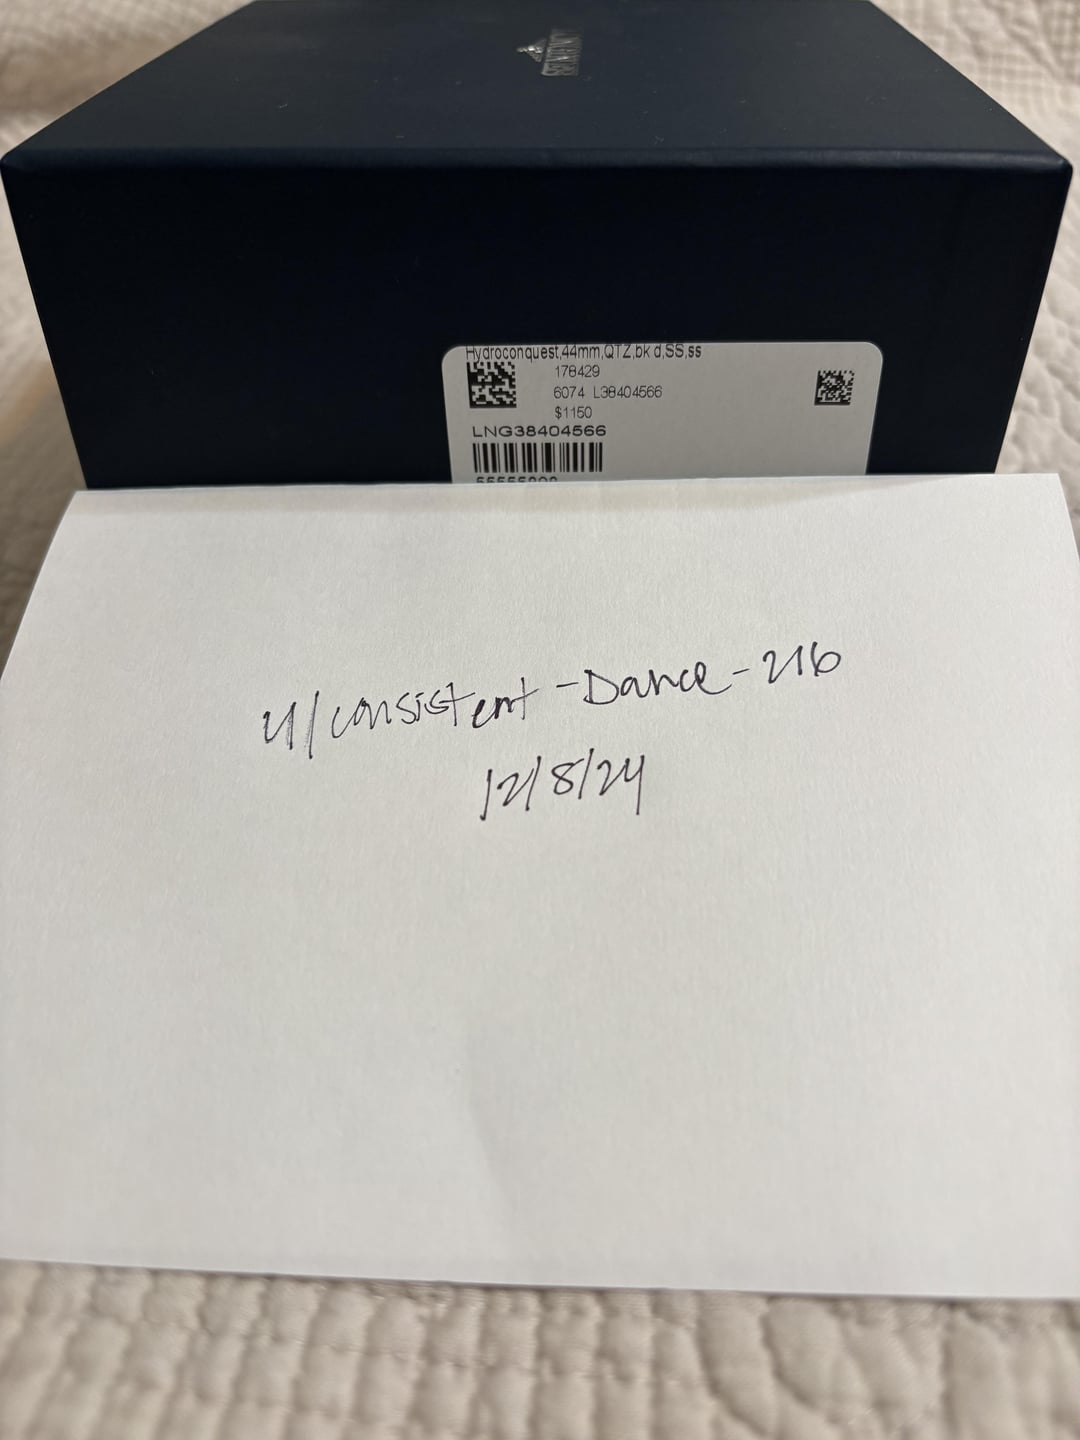 Hydroconquest,44mm,QTZ,bk d,SS,ss
178429
6074 L38404566
$1150
LNG38404566
u/consistent-Dance-216
12/8/24